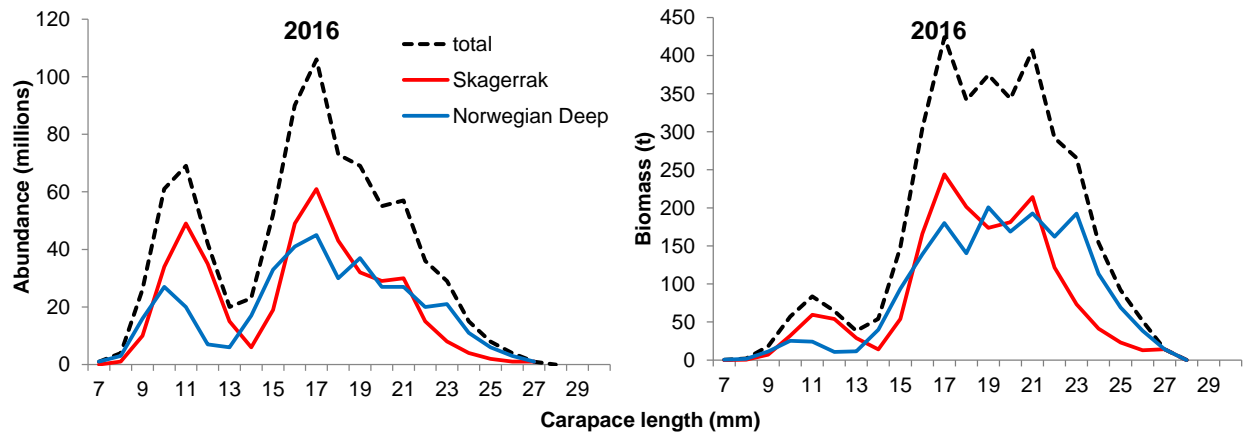 2016
total
Skagerrak
Norwegian Deep
Abundance (millions)
120
100
80
60
40
20
0
7 9 11 13 15 17 19 21 23 25 27 29
2016
Biomass (t)
450
400
350
300
250
200
150
100
50
0
7 9 11 13 15 17 19 21 23 25 27 29
Carapace length (mm)